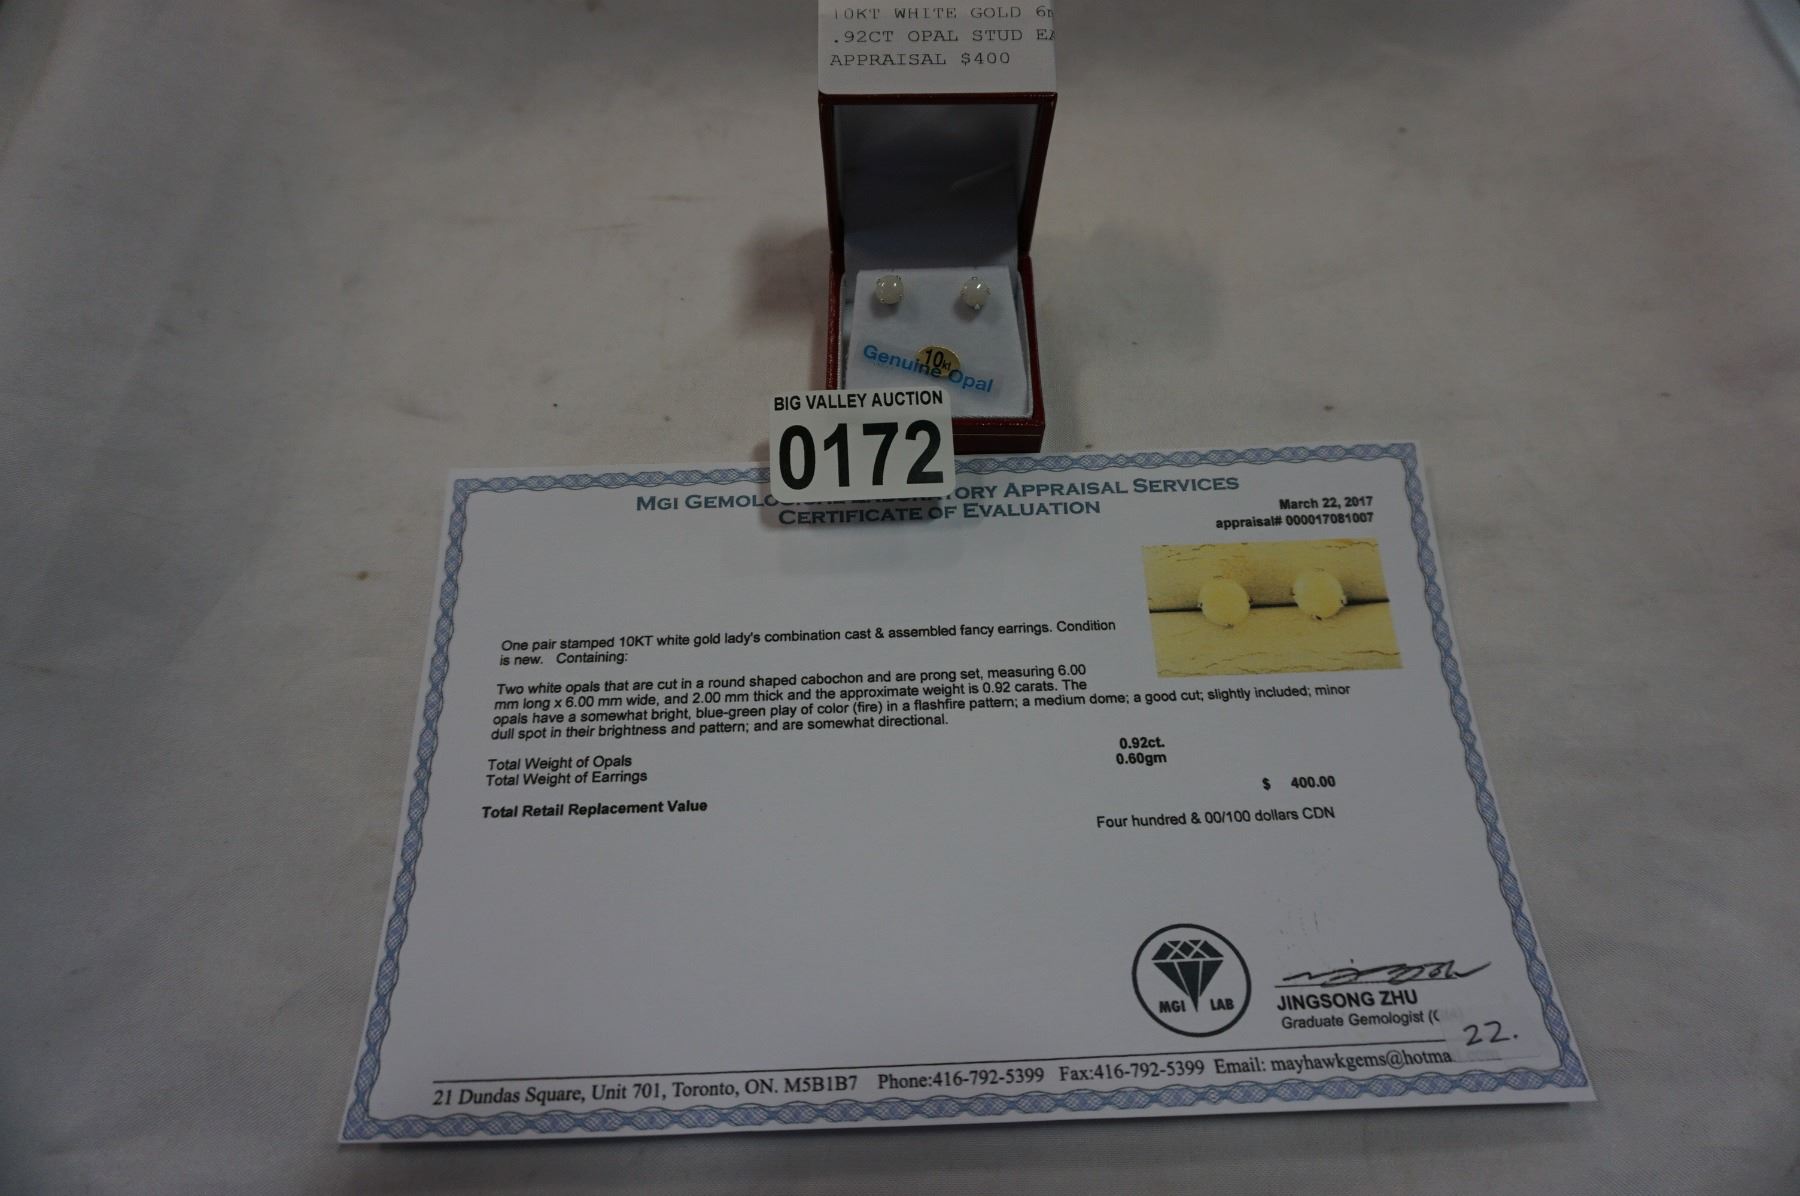 10KT WHITE GOLD
.92CT OPAL STUD
APPRAISAL $400
Genuine Opal
10kt
BIG VALLEY AUCTION
0172
MGI APPRAISAL SERVICES
CERTIFICATE OF EVALUATION
March 22, 2017
appraisal# 000017081007
One pair stamped 10KT white gold lady's combination cast & assembled fancy earrings. Condition
is new. Containing:
Two white opals that are cut in a round shaped cabochon and are prong set, measuring 6.00
mm long x 6.00 mm wide, and 2.00 mm thick and the approximate weight is 0.92 carats. The
opals have a somewhat bright, blue-green play of color (fire) in a flashfire pattern; a medium dome; a good cut; slightly included; minor
dull spot in their brightness and pattern; and are somewhat directional.
Total Weight of Opals 0.92ct.
Total Weight of Earrings 0.60gm
$ 400.00
Total Retail Replacement Value
Four hundred & 00/100 dollars CDN
MGI LAB
JINGSONG ZHU
Graduate Gemologist
22.
21 Dundas Square, Unit 701, Toronto, ON. M5B1B7 Phone:416-792-5399 Fax:416-792-5399 Email: mayhawkgems@hotma